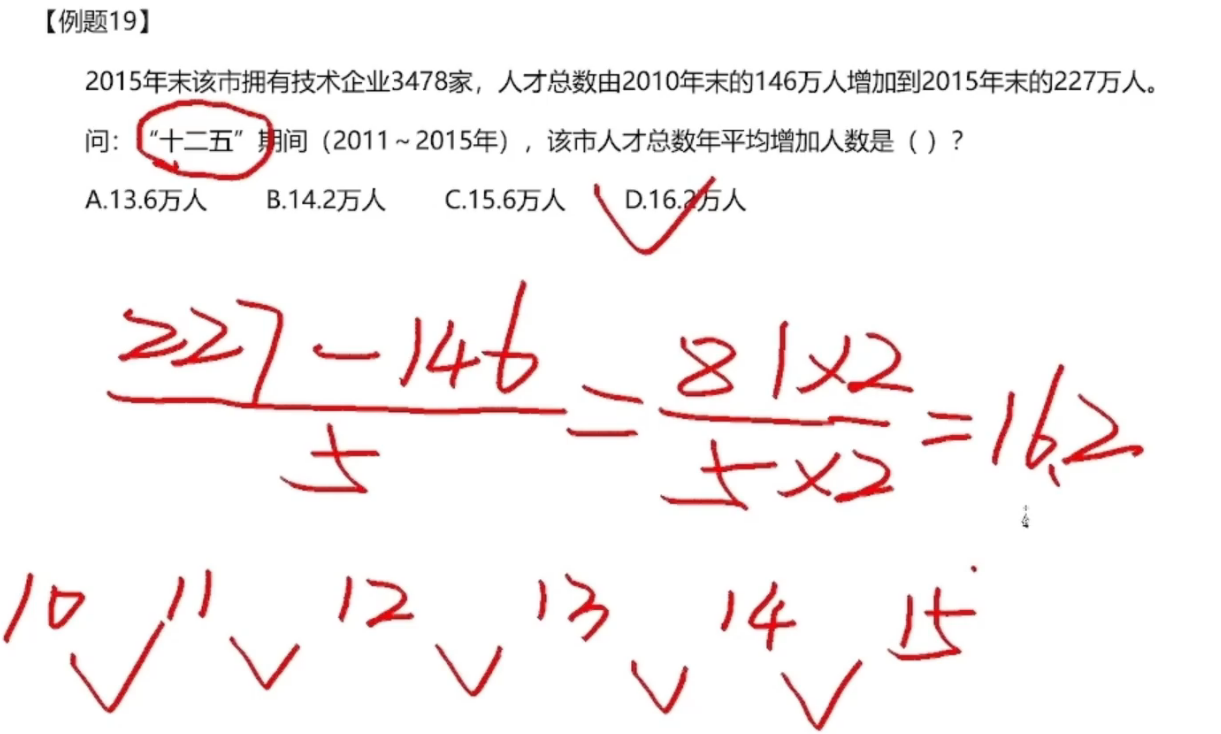 【例题19】
2015年末该市拥有技术企业3478家，人才总数由2010年末的146万人增加到2015年末的227万人。
问：“十二五”期间（2011～2015年），该市人才总数年平均增加人数是（ ）？
A.13.6万人 B.14.2万人 C.15.6万人 D.16.2万人
227-146/5 = 81×2/5×2 = 16.2
10 11 12 13 14 15